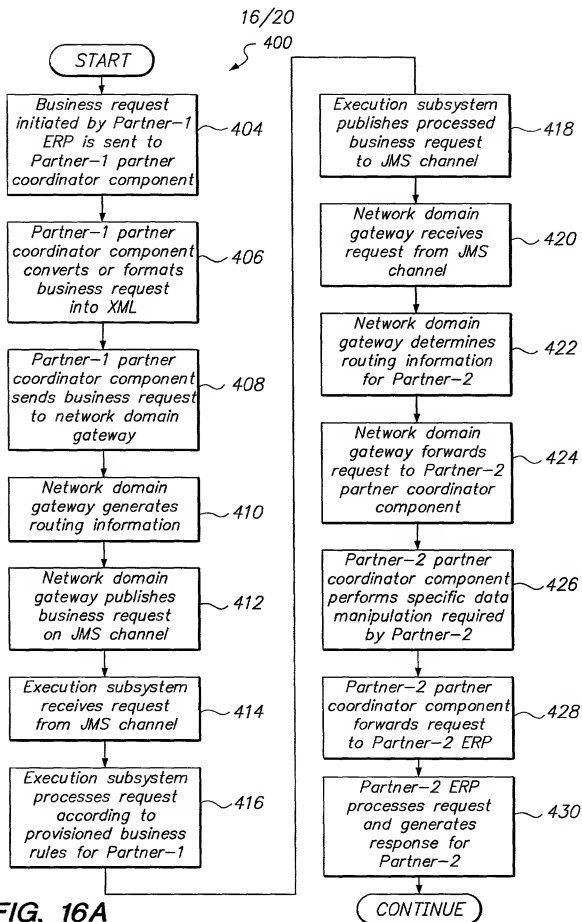 16/20
400
START
Business request
initiated by Partner-1
ERP is sent to
Partner-1 partner
coordinator component
404
Partner-1 partner
coordinator component
converts or formats
business request
into XML
406
Partner-1 partner
coordinator component
sends business request
to network domain
gateway
408
Network domain
gateway generates
routing information
410
Network domain
gateway publishes
business request
on JMS channel
412
Execution subsystem
receives request
from JMS channel
414
Execution subsystem
processes request
according to
provisioned business
rules for Partner-1
416
Execution subsystem
publishes processed
business request
to JMS channel
418
Network domain
gateway receives
request from JMS
channel
420
Network domain
gateway determines
routing information
for Partner-2
422
Network domain
gateway forwards
request to Partner-2
partner coordinator
component
424
Partner-2 partner
coordinator component
performs specific data
manipulation required
by Partner-2
426
Partner-2 partner
coordinator component
forwards request
to Partner-2 ERP
428
Partner-2 ERP
processes request
and generates
response for
Partner-2
430
CONTINUE
FIG. 16A